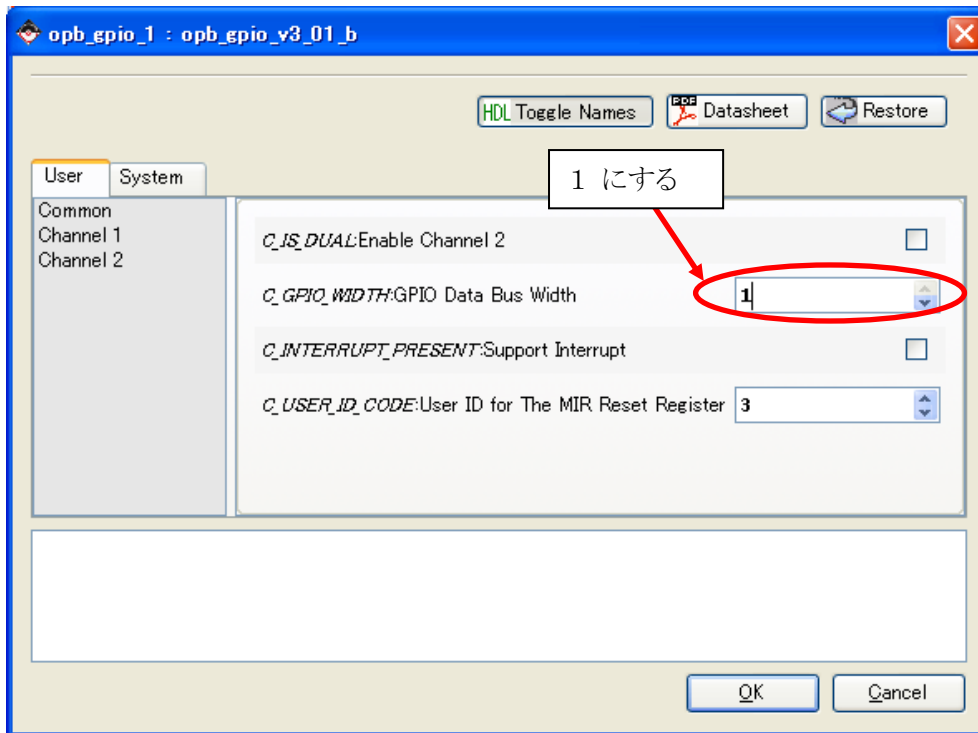 opb_gpio_1 : opb_gpio_v3_01_b
HDL Toggle Names
PDF Datasheet
Restore
User
System
1 にする
Common
Channel 1
Channel 2
C_IS_DUAL:Enable Channel 2
C_GPIO_WIDTH:GPIO Data Bus Width
1
C_INTERRUPT_PRESENT:Support Interrupt
C_USER_ID_CODE:User ID for The MIR Reset Register
3
OK
Cancel